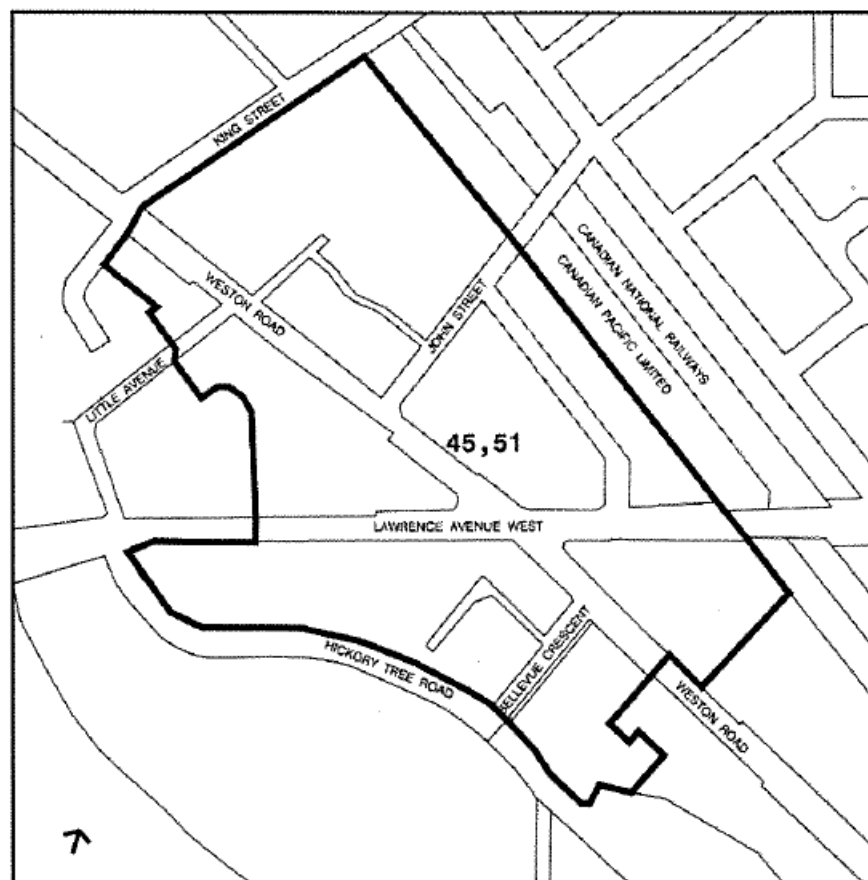 KING STREET
WESTON ROAD
JOHN STREET
CANADIAN NATIONAL RAILWAYS
CANADIAN PACIFIC LIMITED
LITTLE AVENUE
45,51
LAWRENCE AVENUE WEST
BELLEVUE CRESCENT
HICKORY TREE ROAD
WESTON ROAD